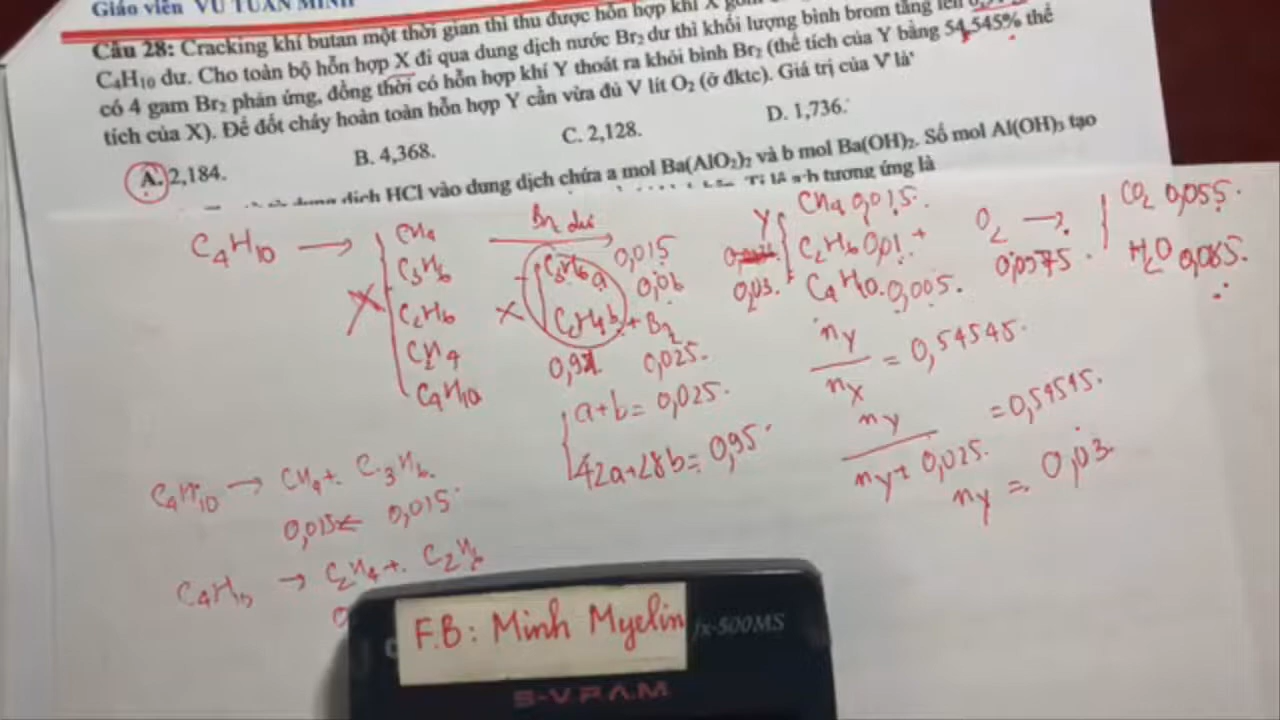 Giáo viên VŨ TUẤN MINH
Câu 28: Cracking khí butan một thời gian thì thu được hỗn hợp khí X gồm
C₄H₁₀ dư. Cho toàn bộ hỗn hợp X đi qua dung dịch nước Br₂ dư thì khối lượng bình brom tăng lên
có 4 gam Br₂ phản ứng, đồng thời có hỗn hợp khí Y thoát ra khỏi bình Br₂ (thể tích của Y bằng 54,545% thể
tích của X). Để đốt cháy hoàn toàn hỗn hợp Y cần vừa đủ V lít O₂ (ở đktc). Giá trị của V là
A. 2,184. B. 4,368. C. 2,128. D. 1,736.
dung dịch HCl vào dung dịch chứa a mol Ba(AlO₂)₂ và b mol Ba(OH)₂. Số mol Al(OH)₃ tạo
Tỉ lệ a:b tương ứng là
C₄H₁₀ →
X
CH₄
C₃H₆
C₂H₆
C₂H₄
C₄H₁₀
Br₂ dư
X
C₃H₆ a 0,015
C₂H₄ b + Br₂
0,025.
a+b = 0,025.
42a+28b = 0,95.
Y
0,03.
CH₄ 0,015.
C₂H₆ 0,01.
C₄H₁₀ 0,005.
+ O₂ →
CO₂ 0,055.
H₂O 0,085.
nY
nX
= 0,54545.
nY
nY + 0,025.
= 0,54545.
nY = 0,03.
C₄H₁₀ → CH₄ + C₃H₆.
0,015 ← 0,015.
C₄H₁₀ → C₂H₄ + C₂H₆
F.B: Minh Myelin
fx-500MS
S-V.P.A.M.